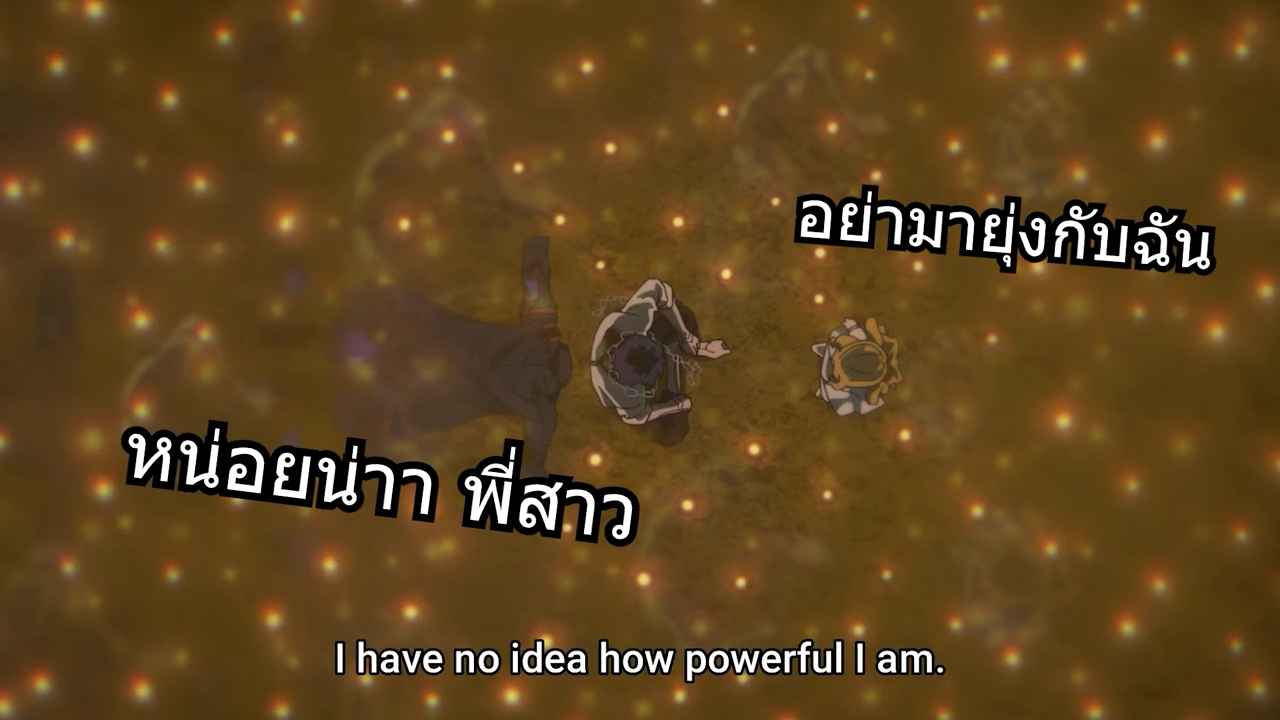 อย่ามายุ่งกับฉัน
หน่อยน่าา พี่สาว
I have no idea how powerful I am.